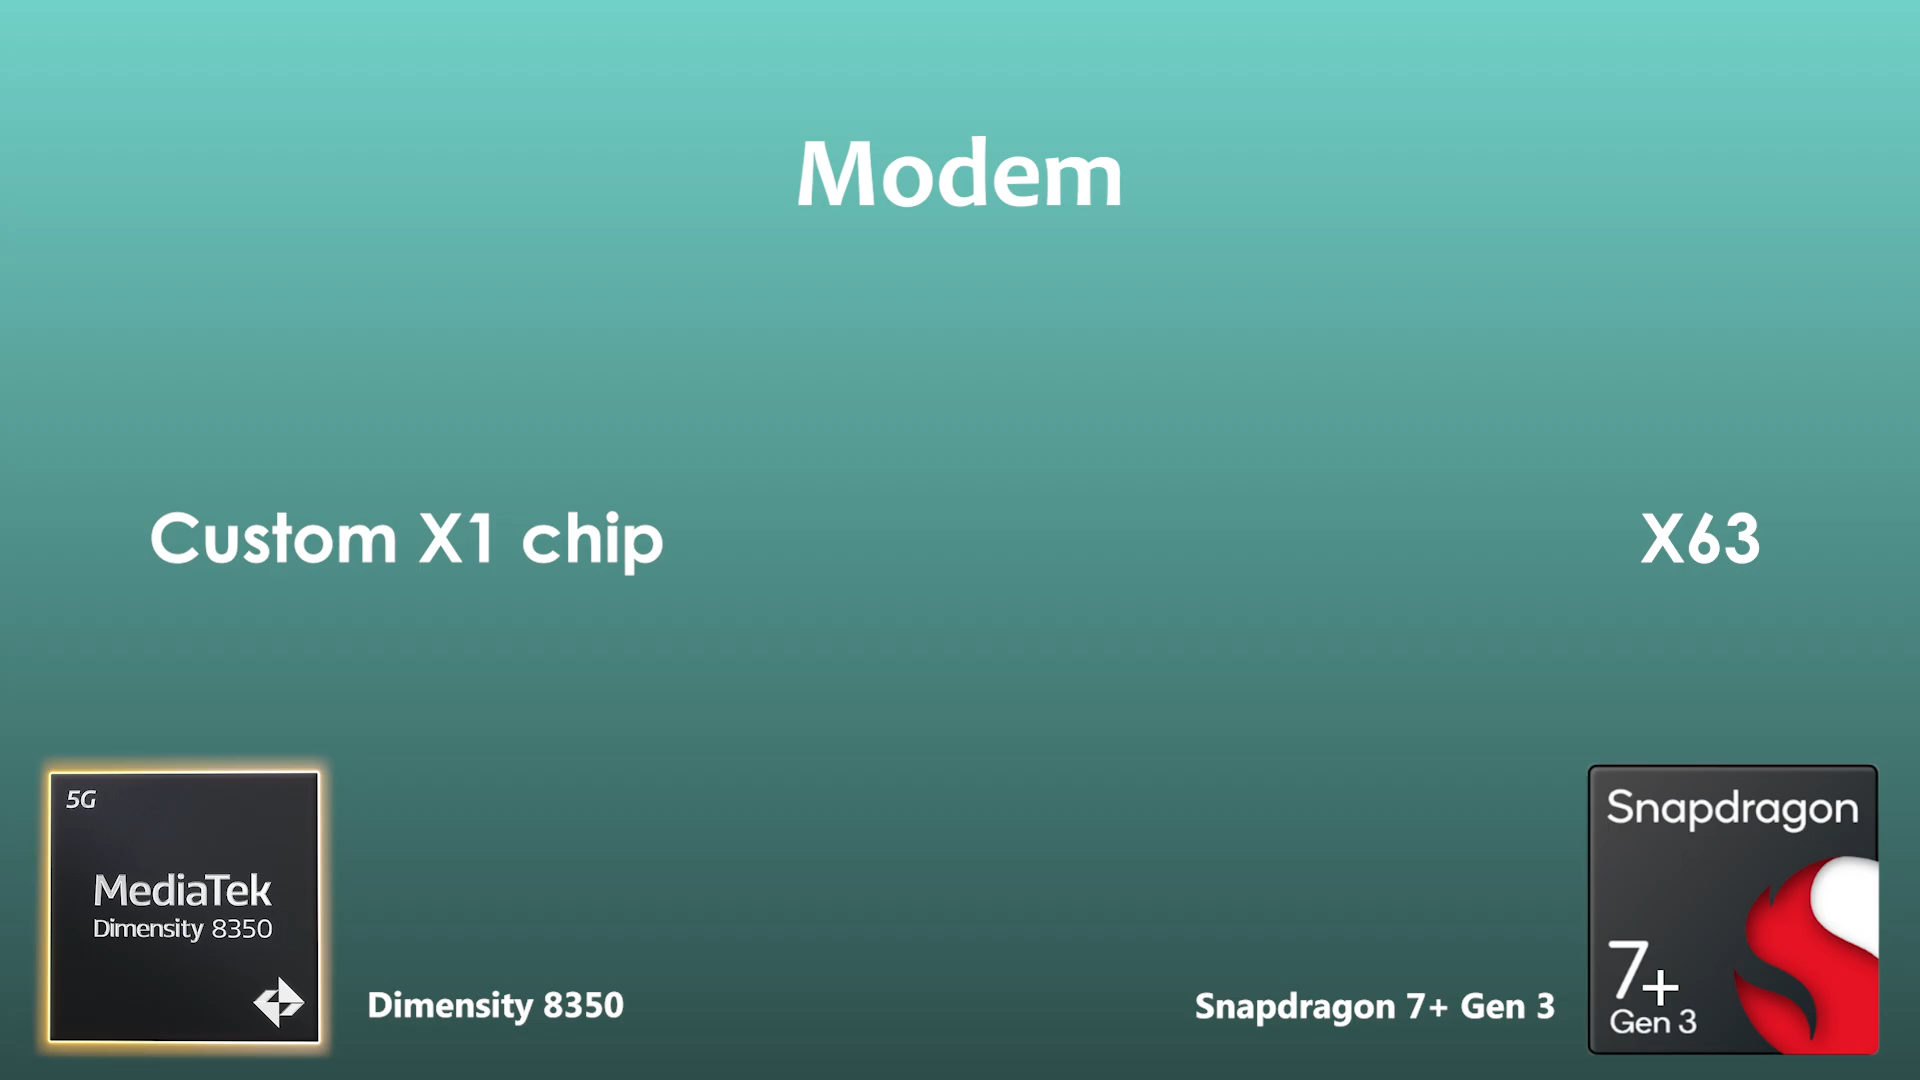 Modem
Custom X1 chip
X63
5G
MediaTek
Dimensity 8350
Dimensity 8350
Snapdragon 7+ Gen 3
Snapdragon
7+
Gen 3